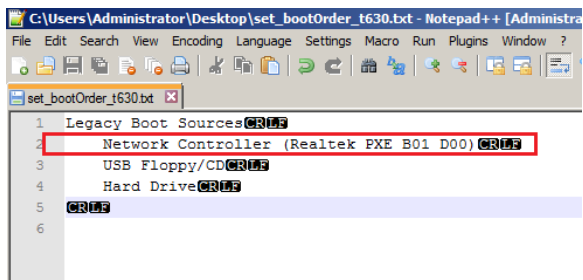 C:\Users\Administrator\Desktop\set_bootOrder_t630.txt - Notepad++ [Administra
File Edit Search View Encoding Language Settings Macro Run Plugins Window ?
set_bootOrder_t630.txt
1 Legacy Boot SourcesCRLF
2 Network Controller (Realtek PXE B01 D00)CRLF
3 USB Floppy/CDCRLF
4 Hard DriveCRLF
5 CRLF
6